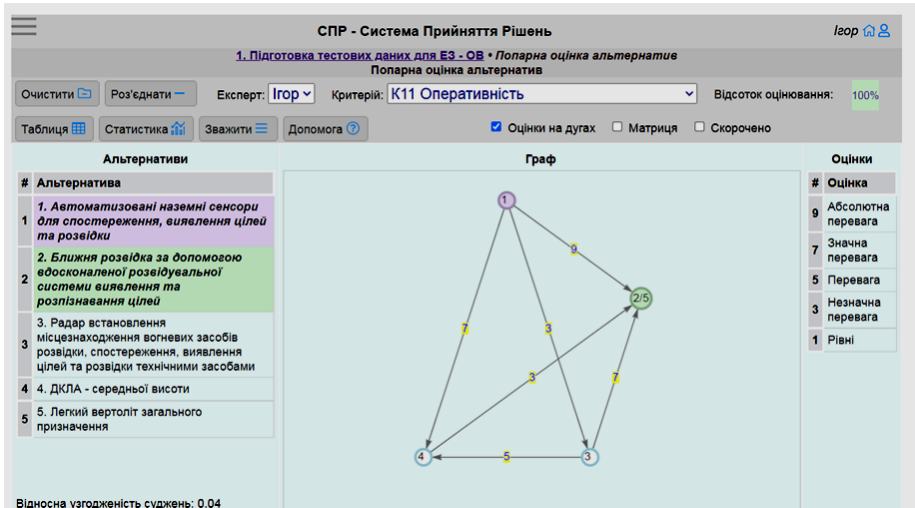 СПР - Система Прийняття Рішень
Ігор
1. Підготовка тестових даних для ЕЗ - ОВ • Попарна оцінка альтернатив
Попарна оцінка альтернатив
Очистити Роз'єднати Експерт: Ігор Критерій: К11 Оперативність Відсоток оцінювання: 100%
Таблиця Статистика Зважити Допомога Оцінки на дугах Матриця Скорочено
Альтернативи
# Альтернатива
1 1. Автоматизовані наземні сенсори
для спостереження, виявлення цілей
та розвідки
2 2. Ближня розвідка за допомогою
вдосконаленої розвідувальної
системи виявлення та
розпізнавання цілей
3 3. Радар встановлення
місцезнаходження вогневих засобів
розвідки, спостереження, виявлення
цілей та розвідки технічними засобами
4 4. ДКЛА - середньої висоти
5 5. Легкий вертоліт загального
призначення
Відносна узгодженість суджень: 0.04
Граф
1
9
2/5
7
3
3
7
4
5
3
Оцінки
# Оцінка
9 Абсолютна
перевага
7 Значна
перевага
5 Перевага
3 Незначна
перевага
1 Рівні